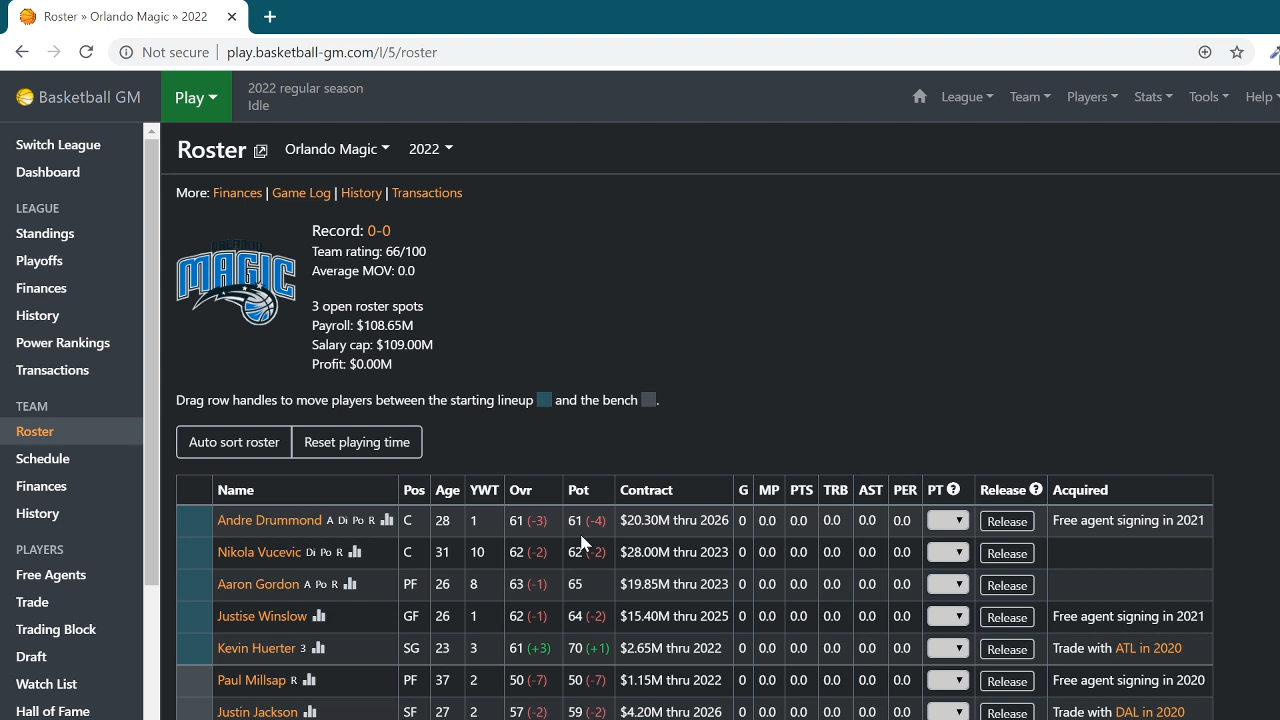 Roster » Orlando Magic » 2022
Not secure | play.basketball-gm.com/l/5/roster
Basketball GM
Play
2022 regular season
Idle
League
Team
Players
Stats
Tools
Help
Switch League
Dashboard
LEAGUE
Standings
Playoffs
Finances
History
Power Rankings
Transactions
TEAM
Roster
Schedule
Finances
History
PLAYERS
Free Agents
Trade
Trading Block
Draft
Watch List
Hall of Fame
Roster Orlando Magic 2022
More: Finances | Game Log | History | Transactions
MAGIC
Record: 0-0
Team rating: 66/100
Average MOV: 0.0
3 open roster spots
Payroll: $108.65M
Salary cap: $109.00M
Profit: $0.00M
Drag row handles to move players between the starting lineup and the bench .
Auto sort roster Reset playing time
Name Pos Age YWT Ovr Pot Contract G MP PTS TRB AST PER PT ? Release ? Acquired
Andre Drummond A Di Po R C 28 1 61 (-3) 61 (-4) $20.30M thru 2026 0 0.0 0.0 0.0 0.0 0.0 Release Free agent signing in 2021
Nikola Vucevic Di Po R C 31 10 62 (-2) 62 (-2) $28.00M thru 2023 0 0.0 0.0 0.0 0.0 0.0 Release
Aaron Gordon A Po R PF 26 8 63 (-1) 65 $19.85M thru 2023 0 0.0 0.0 0.0 0.0 0.0 Release
Justise Winslow GF 26 1 62 (-1) 64 (-2) $15.40M thru 2025 0 0.0 0.0 0.0 0.0 0.0 Release Free agent signing in 2021
Kevin Huerter 3 SG 23 3 61 (+3) 70 (+1) $2.65M thru 2022 0 0.0 0.0 0.0 0.0 0.0 Release Trade with ATL in 2020
Paul Millsap R PF 37 2 50 (-7) 50 (-7) $1.15M thru 2022 0 0.0 0.0 0.0 0.0 0.0 Release Free agent signing in 2020
Justin Jackson SF 27 2 57 (-2) 59 (-2) $4.20M thru 2026 0 0.0 0.0 0.0 0.0 0.0 Release Trade with DAL in 2020